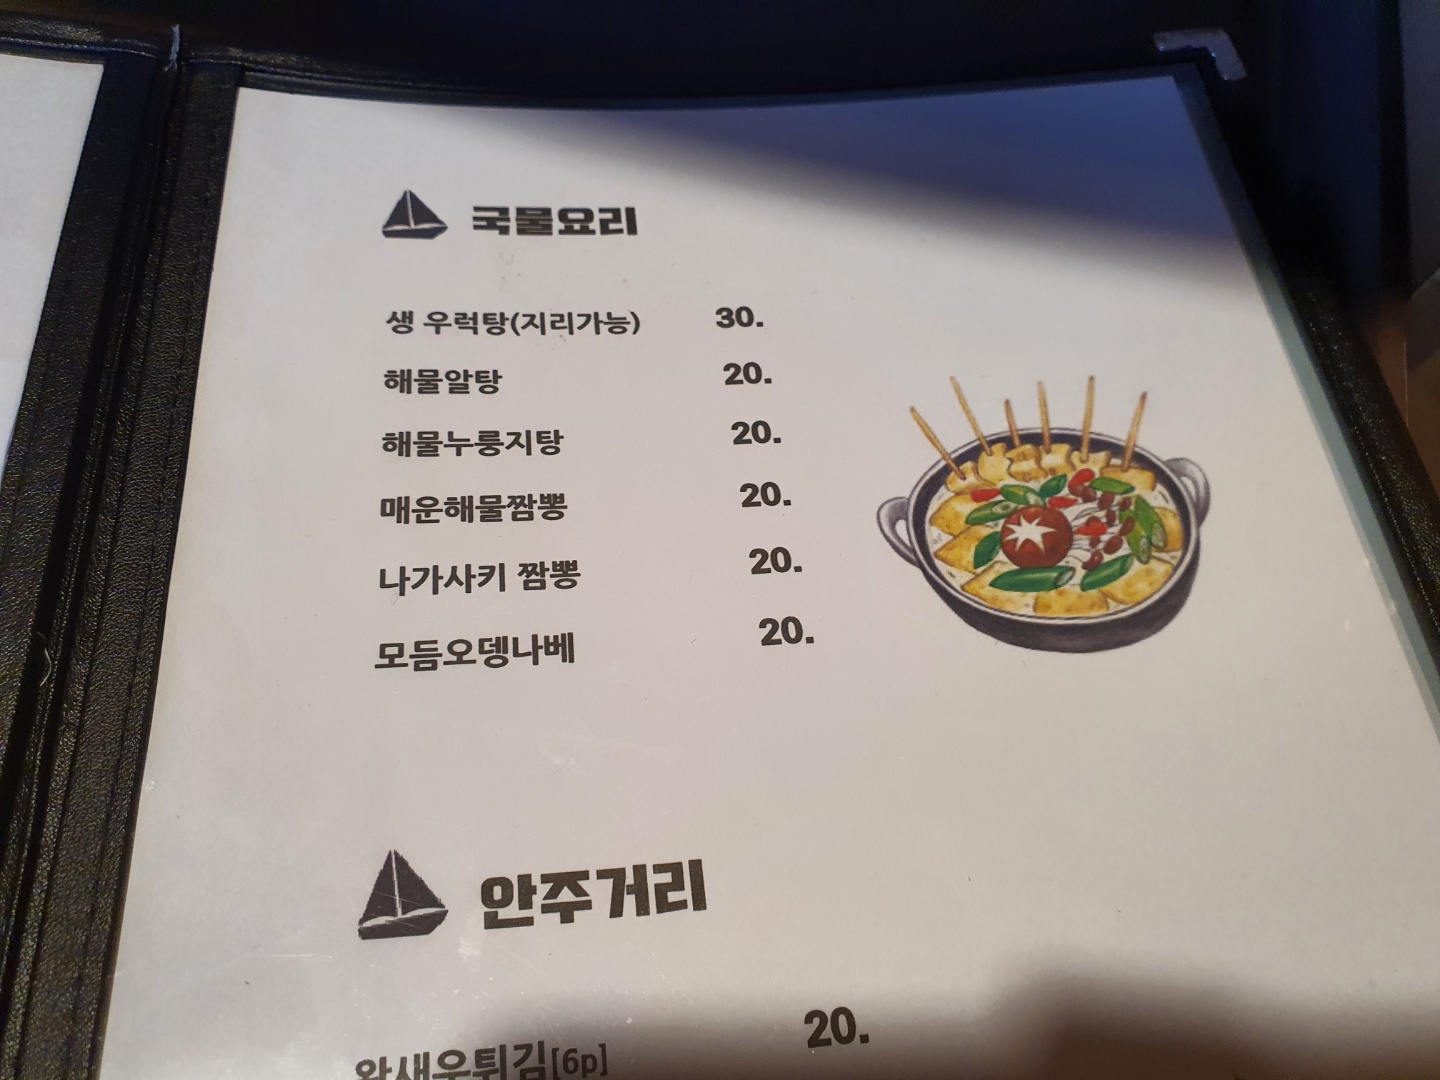 국물요리
생 우럭탕(지리가능) 30.
해물알탕 20.
해물누룽지탕 20.
매운해물짬뽕 20.
나가사키 짬뽕 20.
모듬오뎅나베 20.
안주거리
왕새우튀김[6p] 20.